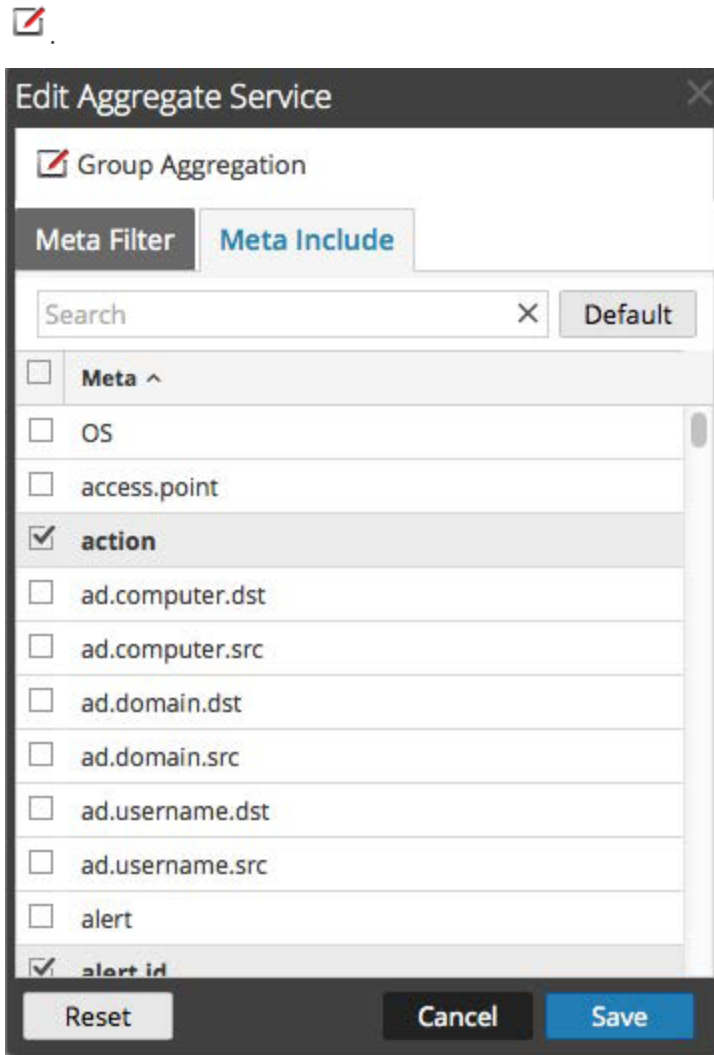 .
Edit Aggregate Service
Group Aggregation
Meta Filter Meta Include
Search Default
Meta
OS
access.point
action
ad.computer.dst
ad.computer.src
ad.domain.dst
ad.domain.src
ad.username.dst
ad.username.src
alert
alert.id
Reset Cancel Save